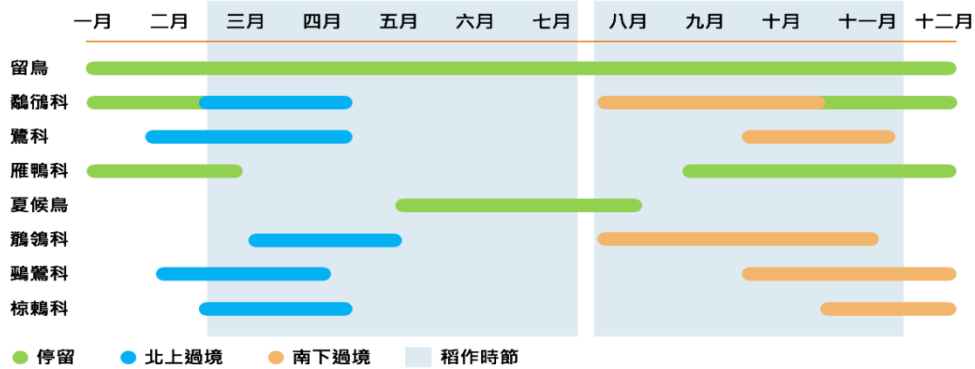 一月 二月 三月 四月 五月 六月 七月 八月 九月 十月 十一月 十二月
留鳥
鷸鴴科
鷺科
雁鴨科
夏候鳥
鶺鴒科
鶲鶯科
椋鳥科
停留 北上過境 南下過境 稻作時節